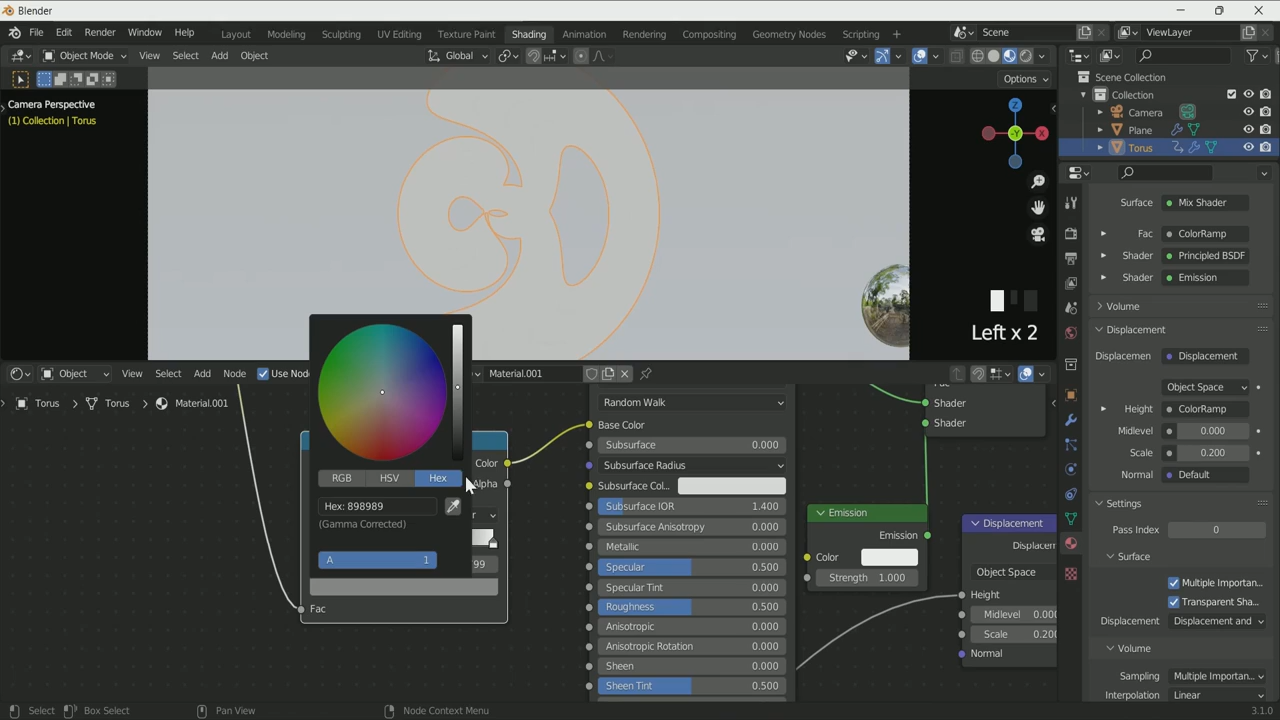 Blender
File Edit Render Window Help Layout Modeling Sculpting UV Editing Texture Paint Shading Animation Rendering Compositing Geometry Nodes Scripting + Scene ViewLayer
Object Mode View Select Add Object Global
Options
Camera Perspective
(1) Collection | Torus
Z
-Y X
Left x 2
Scene Collection
Collection
Camera
Plane
Torus
Surface Mix Shader
Fac ColorRamp
Shader Principled BSDF
Shader Emission
Volume
Displacement
Displacemen Displacement
Object Space
Height ColorRamp
Midlevel 0.000
Scale 0.200
Normal Default
Settings
Pass Index 0
Surface
Multiple Importan...
Transparent Sha...
Displacement Displacement and
Volume
Sampling Multiple Importan...
Interpolation Linear
Object View Select Add Node Use Nod Material.001
Torus Torus Material.001
RGB HSV Hex
Hex: 898989
(Gamma Corrected)
A 1
Color
Alpha
99
Fac
Random Walk
Base Color
Subsurface 0.000
Subsurface Radius
Subsurface Col...
Subsurface IOR 1.400
Subsurface Anisotropy 0.000
Metallic 0.000
Specular 0.500
Specular Tint 0.000
Roughness 0.500
Anisotropic 0.000
Anisotropic Rotation 0.000
Sheen 0.000
Sheen Tint 0.500
Shader
Shader
Emission
Emission
Color
Strength 1.000
Displacement
Displacem
Object Space
Height
Midlevel 0.00
Scale 0.20
Normal
Select Box Select Pan View Node Context Menu 3.1.0